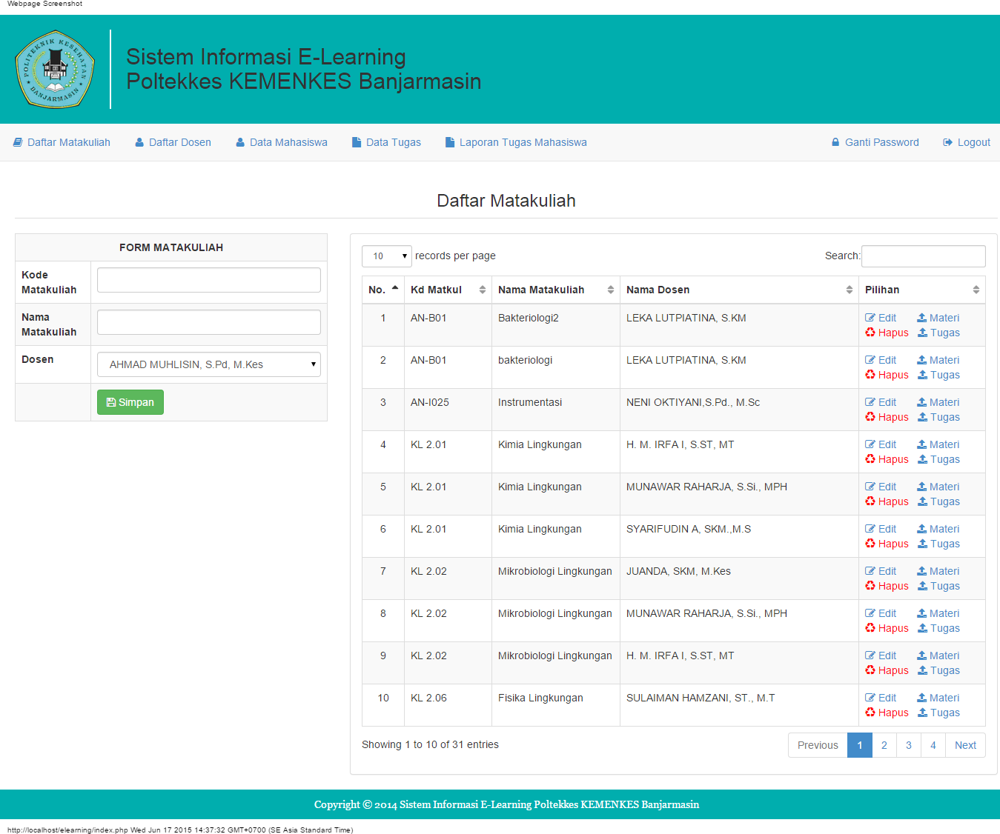 Webpage Screenshot
POLITEKNIK KESEHATAN
BANJARMASIN
Sistem Informasi E-Learning
Poltekkes KEMENKES Banjarmasin
Daftar Matakuliah Daftar Dosen Data Mahasiswa Data Tugas Laporan Tugas Mahasiswa Ganti Password Logout
Daftar Matakuliah
FORM MATAKULIAH
Kode
Matakuliah
Nama
Matakuliah
Dosen AHMAD MUHLISIN, S.Pd, M.Kes
Simpan
10 records per page Search:
No. Kd Matkul Nama Matakuliah Nama Dosen Pilihan
1 AN-B01 Bakteriologi2 LEKA LUTPIATINA, S.KM Edit Materi
Hapus Tugas
2 AN-B01 bakteriologi LEKA LUTPIATINA, S.KM Edit Materi
Hapus Tugas
3 AN-I025 Instrumentasi NENI OKTIYANI,S.Pd., M.Sc Edit Materi
Hapus Tugas
4 KL 2.01 Kimia Lingkungan H. M. IRFA I, S.ST, MT Edit Materi
Hapus Tugas
5 KL 2.01 Kimia Lingkungan MUNAWAR RAHARJA, S.Si., MPH Edit Materi
Hapus Tugas
6 KL 2.01 Kimia Lingkungan SYARIFUDIN A, SKM.,M.S Edit Materi
Hapus Tugas
7 KL 2.02 Mikrobiologi Lingkungan JUANDA, SKM, M.Kes Edit Materi
Hapus Tugas
8 KL 2.02 Mikrobiologi Lingkungan MUNAWAR RAHARJA, S.Si., MPH Edit Materi
Hapus Tugas
9 KL 2.02 Mikrobiologi Lingkungan H. M. IRFA I, S.ST, MT Edit Materi
Hapus Tugas
10 KL 2.06 Fisika Lingkungan SULAIMAN HAMZANI, ST., M.T Edit Materi
Hapus Tugas
Showing 1 to 10 of 31 entries Previous 1 2 3 4 Next
Copyright © 2014 Sistem Informasi E-Learning Poltekkes KEMENKES Banjarmasin
http://localhost/elearning/index.php Wed Jun 17 2015 14:37:32 GMT+0700 (SE Asia Standard Time)